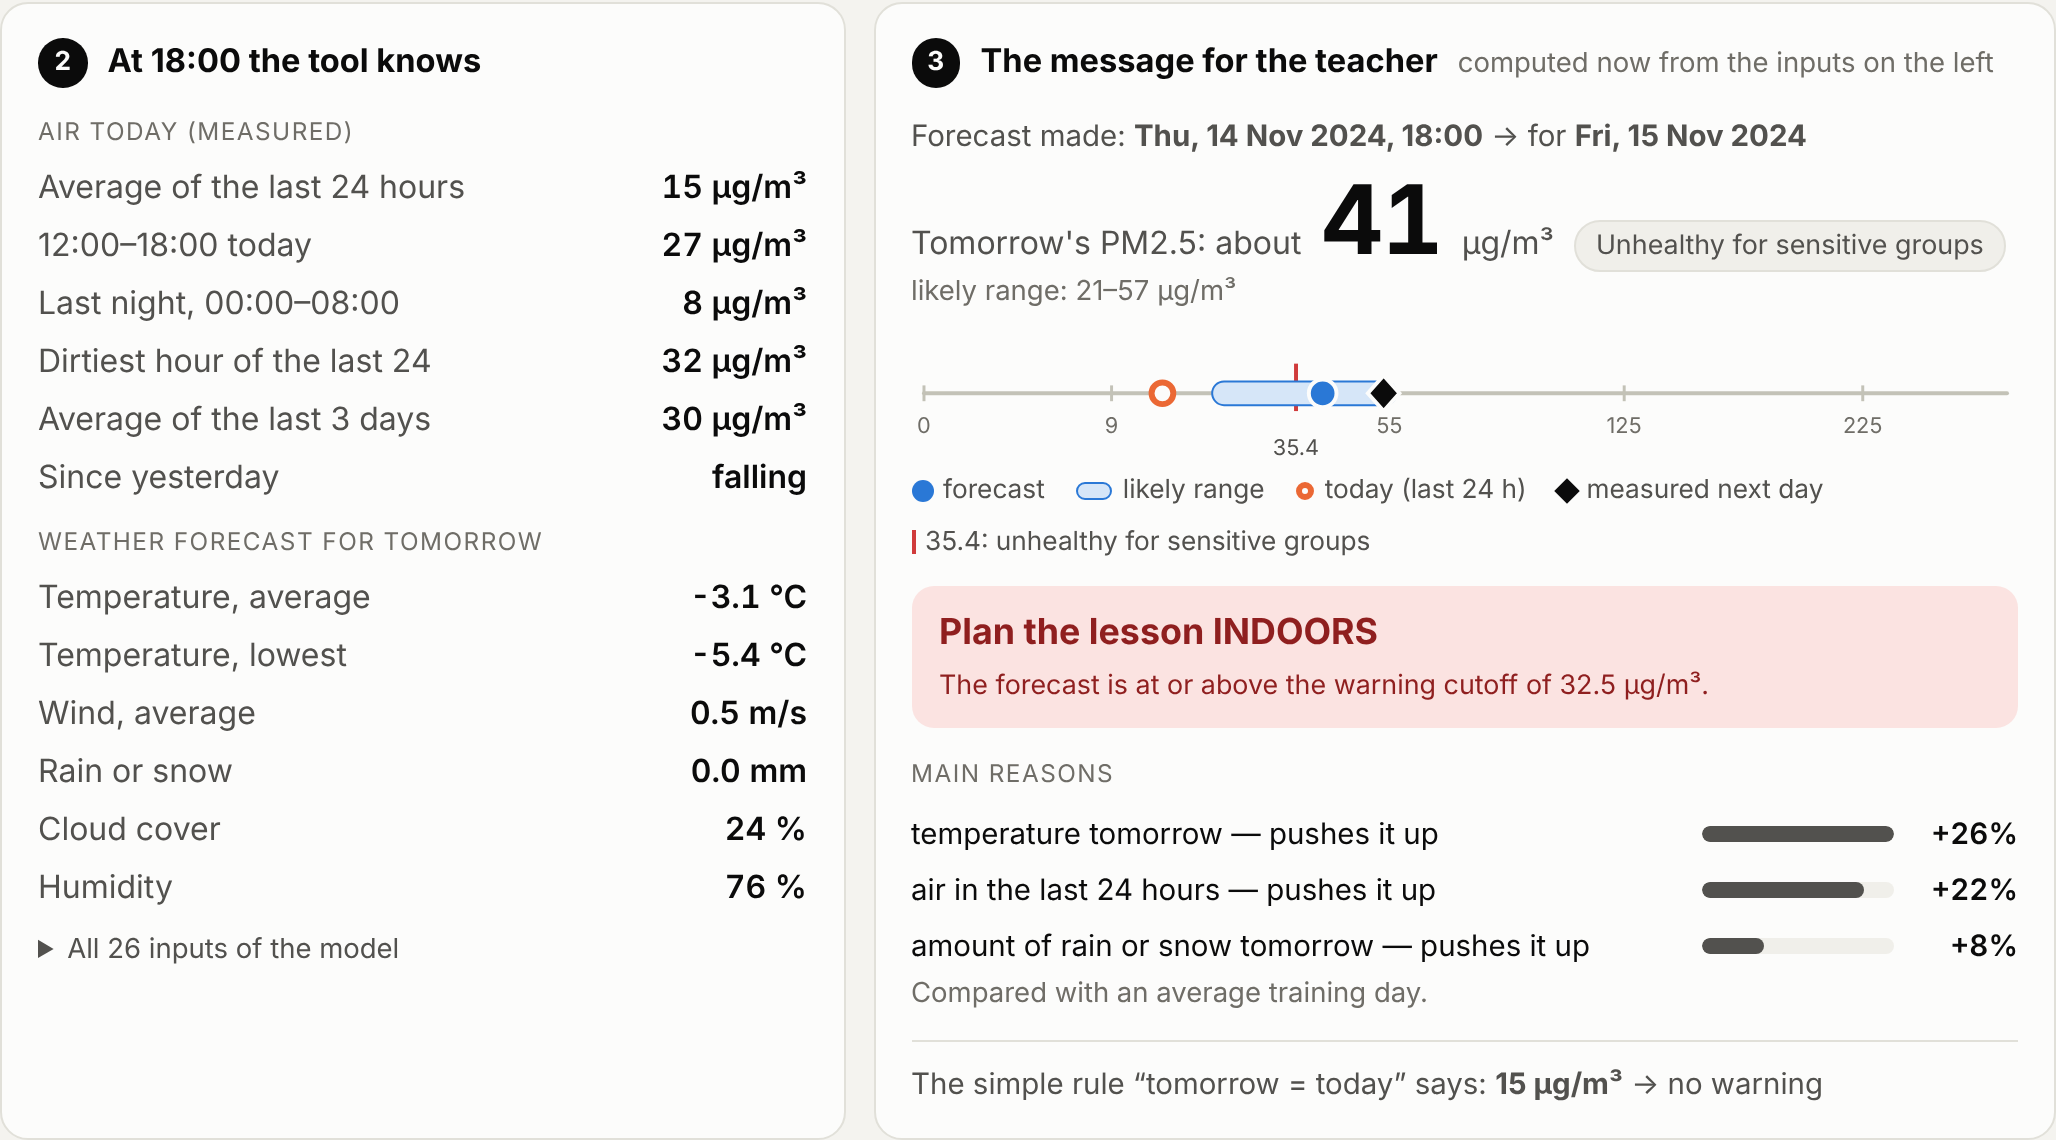 2 At 18:00 the tool knows
AIR TODAY (MEASURED)
Average of the last 24 hours 15 µg/m³
12:00–18:00 today 27 µg/m³
Last night, 00:00–08:00 8 µg/m³
Dirtiest hour of the last 24 32 µg/m³
Average of the last 3 days 30 µg/m³
Since yesterday falling
WEATHER FORECAST FOR TOMORROW
Temperature, average -3.1 °C
Temperature, lowest -5.4 °C
Wind, average 0.5 m/s
Rain or snow 0.0 mm
Cloud cover 24 %
Humidity 76 %
▶ All 26 inputs of the model
3 The message for the teacher computed now from the inputs on the left
Forecast made: Thu, 14 Nov 2024, 18:00 → for Fri, 15 Nov 2024
Tomorrow's PM2.5: about 41 µg/m³ Unhealthy for sensitive groups
likely range: 21–57 µg/m³
0 9 55 125 225
35.4
forecast likely range today (last 24 h) measured next day
35.4: unhealthy for sensitive groups
Plan the lesson INDOORS
The forecast is at or above the warning cutoff of 32.5 µg/m³.
MAIN REASONS
temperature tomorrow — pushes it up +26%
air in the last 24 hours — pushes it up +22%
amount of rain or snow tomorrow — pushes it up +8%
Compared with an average training day.
The simple rule “tomorrow = today” says: 15 µg/m³ → no warning